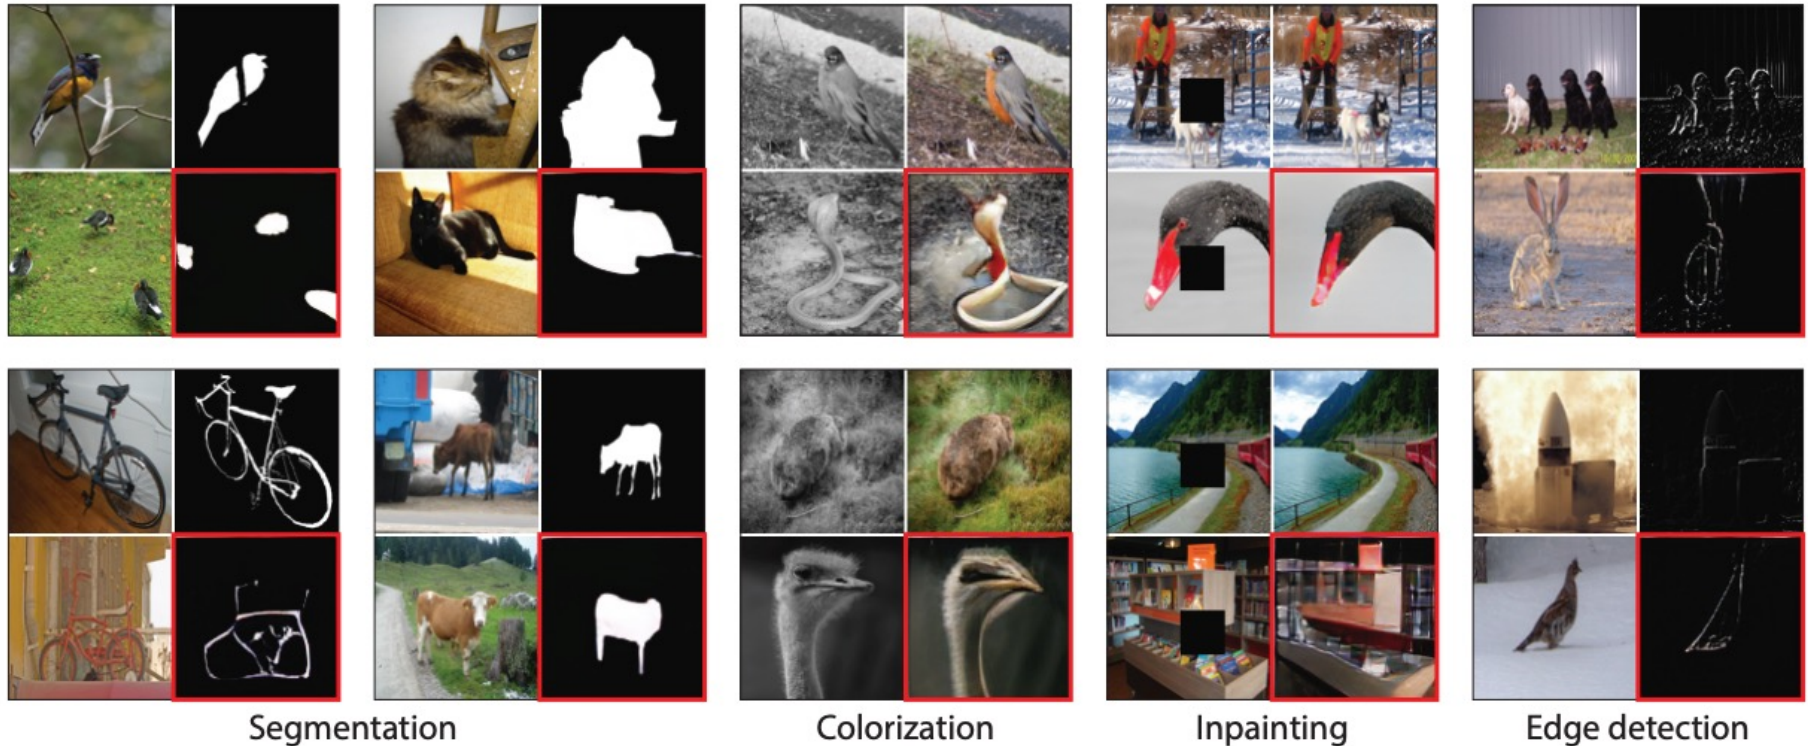 Segmentation
Colorization
Inpainting
Edge detection